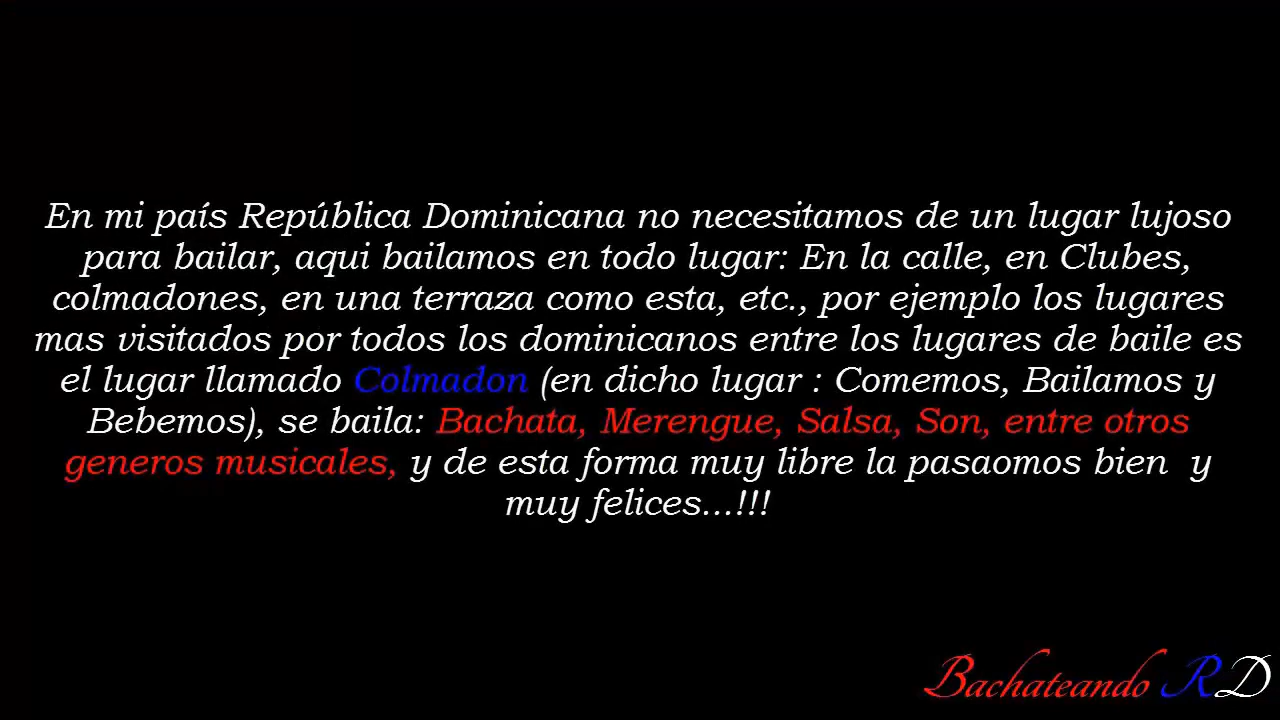 En mi país República Dominicana no necesitamos de un lugar lujoso
para bailar, aqui bailamos en todo lugar: En la calle, en Clubes,
colmadones, en una terraza como esta, etc., por ejemplo los lugares
mas visitados por todos los dominicanos entre los lugares de baile es
el lugar llamado Colmadon (en dicho lugar : Comemos, Bailamos y
Bebemos), se baila: Bachata, Merengue, Salsa, Son, entre otros
generos musicales, y de esta forma muy libre la pasaomos bien  y
muy felices...!!!
Bachateando RD